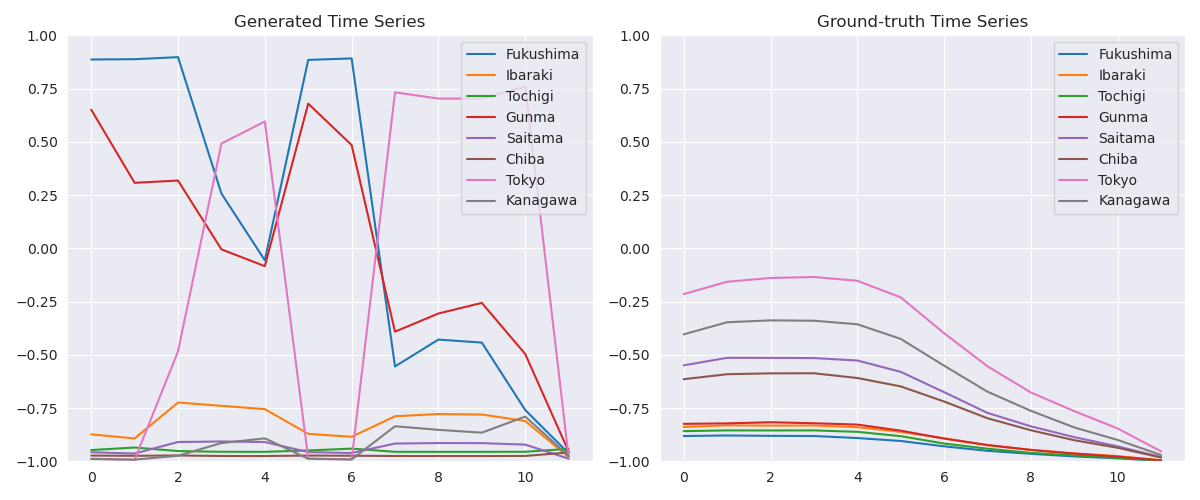 Generated Time Series
1.00
0.75
0.50
0.25
0.00
−0.25
−0.50
−0.75
−1.00
0 2 4 6 8 10
Fukushima
Ibaraki
Tochigi
Gunma
Saitama
Chiba
Tokyo
Kanagawa
Ground-truth Time Series
1.00
0.75
0.50
0.25
0.00
−0.25
−0.50
−0.75
−1.00
0 2 4 6 8 10
Fukushima
Ibaraki
Tochigi
Gunma
Saitama
Chiba
Tokyo
Kanagawa